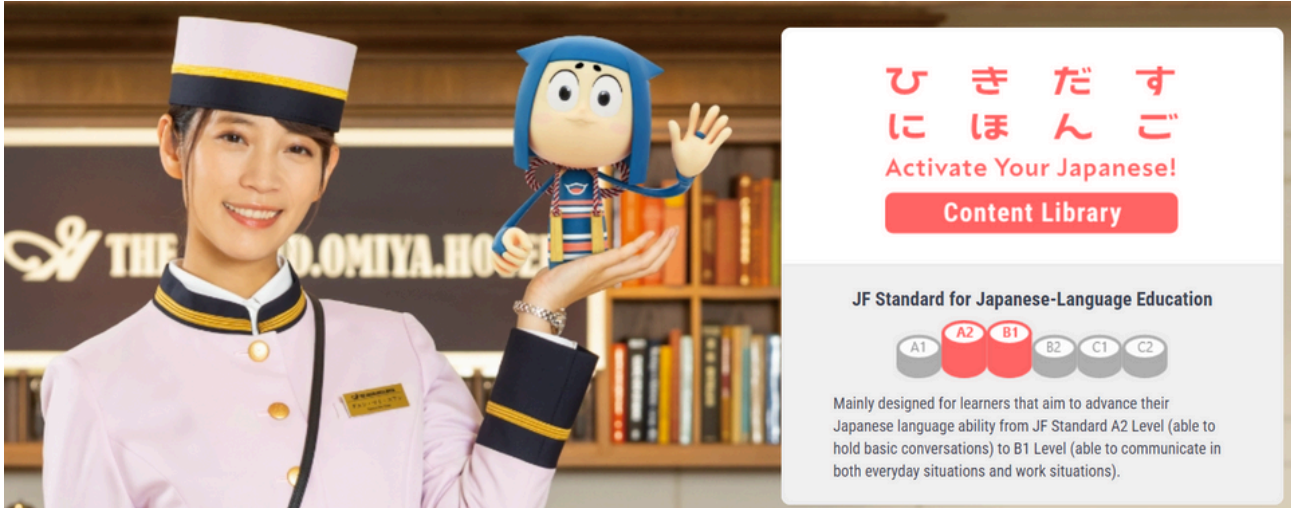 THE
O.OMIYA.HO
ひきだす
にほんご
Activate Your Japanese!
Content Library
JF Standard for Japanese-Language Education
A1 A2 B1 B2 C1 C2
Mainly designed for learners that aim to advance their
Japanese language ability from JF Standard A2 Level (able to
hold basic conversations) to B1 Level (able to communicate in
both everyday situations and work situations).